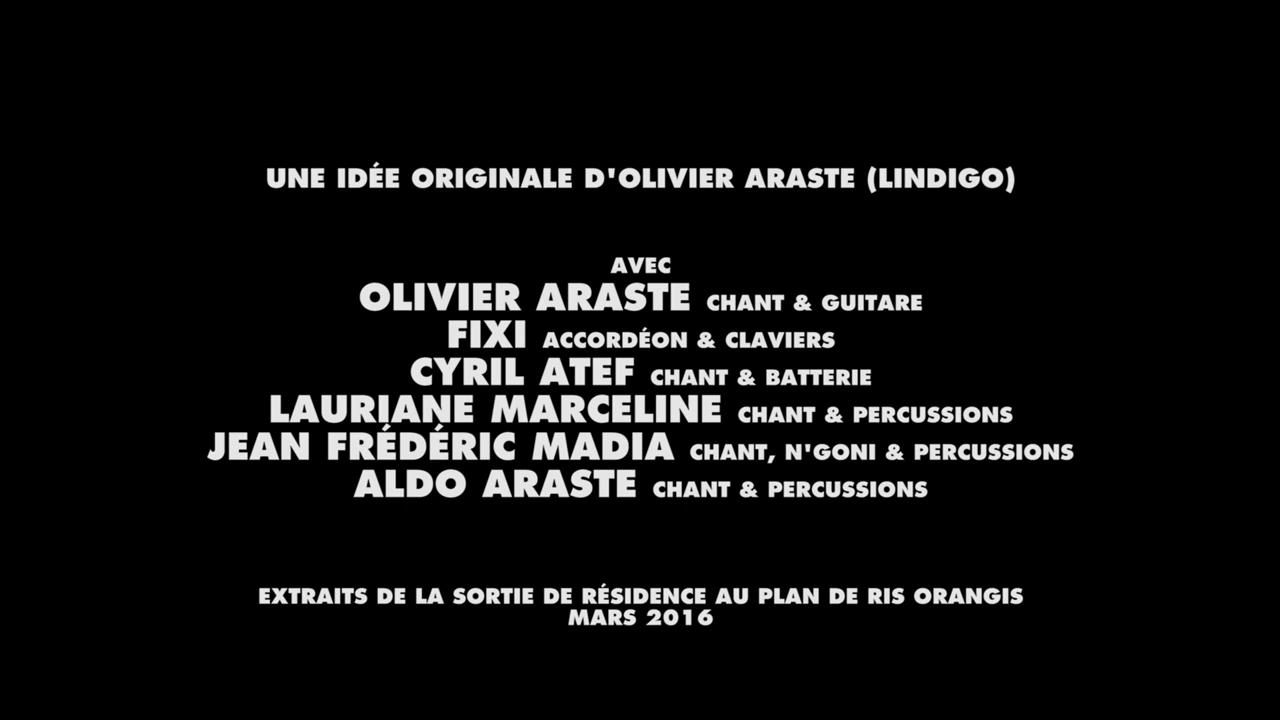 UNE IDÉE ORIGINALE D'OLIVIER ARASTE (LINDIGO)
AVEC
OLIVIER ARASTE CHANT & GUITARE
FIXI ACCORDÉON & CLAVIERS
CYRIL ATEF CHANT & BATTERIE
LAURIANE MARCELINE CHANT & PERCUSSIONS
JEAN FRÉDÉRIC MADIA CHANT, N'GONI & PERCUSSIONS
ALDO ARASTE CHANT & PERCUSSIONS
EXTRAITS DE LA SORTIE DE RÉSIDENCE AU PLAN DE RIS ORANGIS
MARS 2016